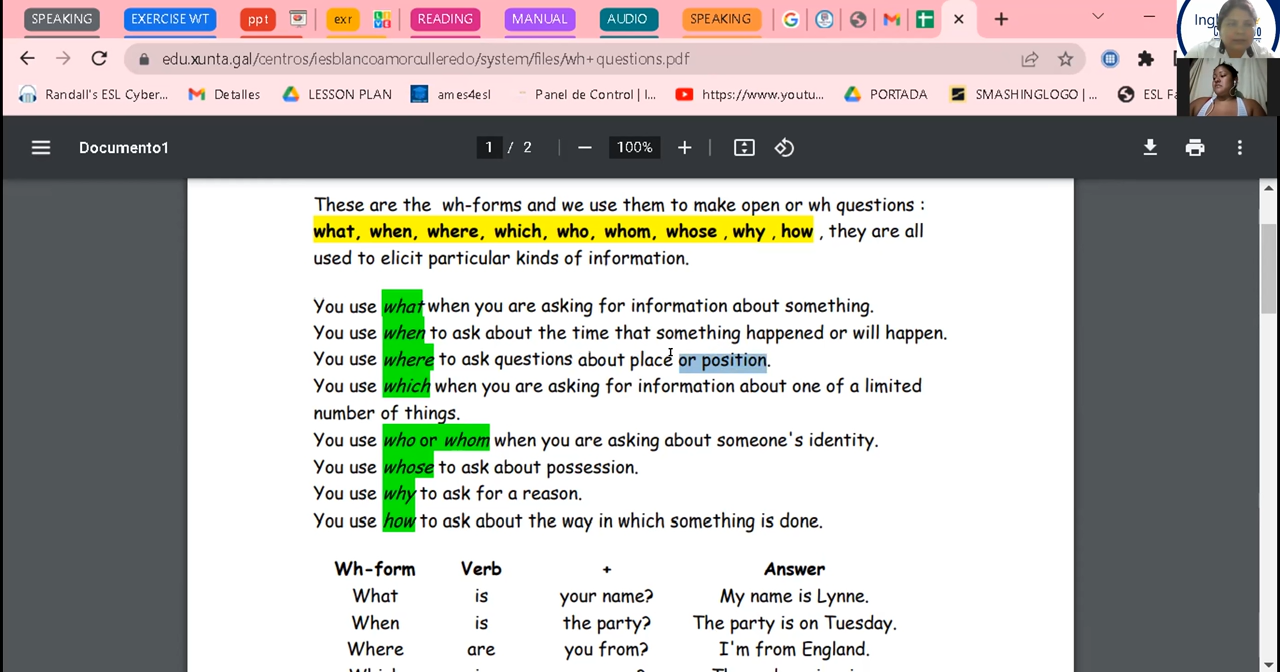 SPEAKING EXERCISE WT ppt exr READING MANUAL AUDIO SPEAKING
edu.xunta.gal/centros/iesblancoamorculleredo/system/files/wh+questions.pdf
Randall's ESL Cyber... Detalles LESSON PLAN ames4esl Panel de Control | I... https://www.youtu... PORTADA SMASHINGLOGO | ... ESL Fa
Documento1 1 / 2 100%
These are the wh-forms and we use them to make open or wh questions :
what, when, where, which, who, whom, whose , why , how , they are all
used to elicit particular kinds of information.
You use what when you are asking for information about something.
You use when to ask about the time that something happened or will happen.
You use where to ask questions about place or position.
You use which when you are asking for information about one of a limited
number of things.
You use who or whom when you are asking about someone's identity.
You use whose to ask about possession.
You use why to ask for a reason.
You use how to ask about the way in which something is done.
Wh-form Verb + Answer
What is your name? My name is Lynne.
When is the party? The party is on Tuesday.
Where are you from? I'm from England.